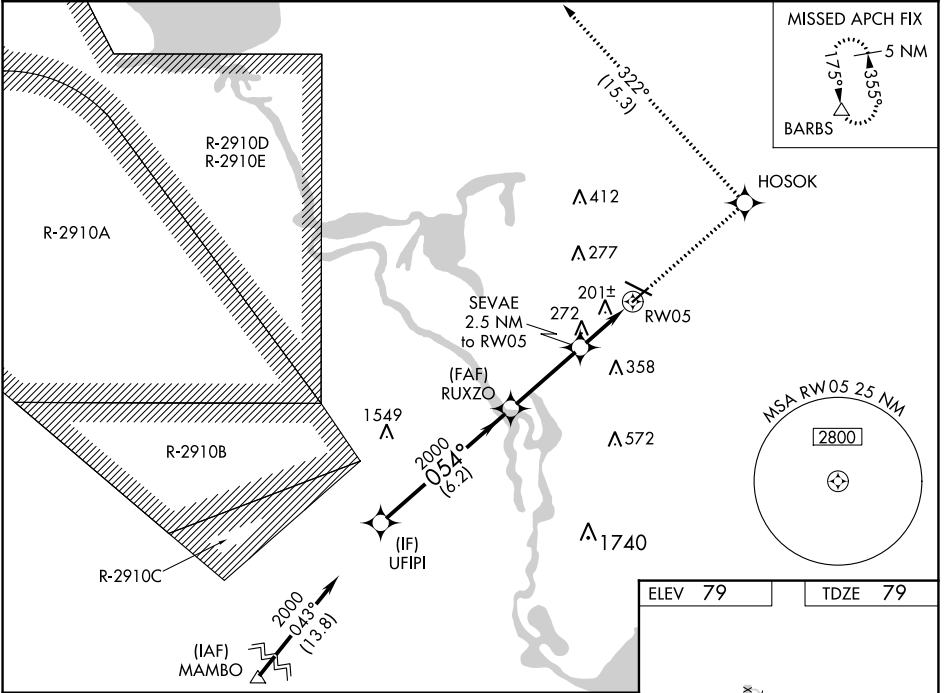 MISSED APCH FIX
5 NM
175°
355°
BARBS
322°
(15.3)
R-2910D
R-2910E
HOSOK
412
R-2910A
277
201±
SEVAE
2.5 NM
to RW05
272
RW05
(FAF)
RUXZO
358
MSA RW 05 25 NM
2800
1549
572
R-2910B
2000
054°
(6.2)
1740
(IF)
UFIPI
R-2910C
2000
043°
(13.8)
(IAF)
MAMBO
ELEV 79
TDZE 79
X